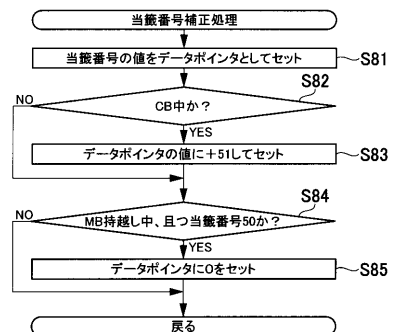 当籤番号補正処理
当籤番号の値をデータポインタとしてセット
S81
S82
CB中か?
NO
YES
データポインタの値に+51してセット
S83
S84
MB持越し中、且つ当籤番号50か?
NO
YES
データポインタに0をセット
S85
戻る